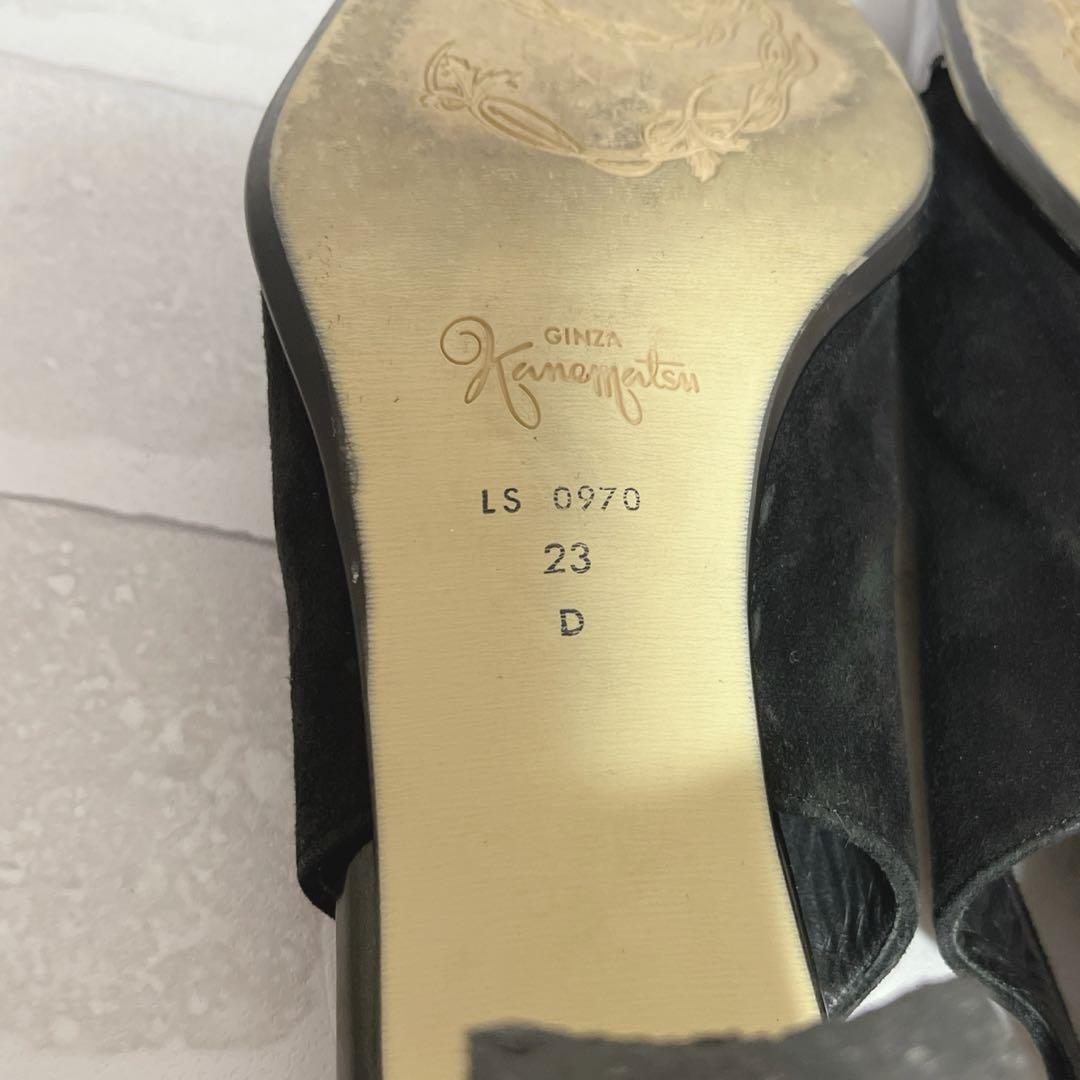 GINZA
Kanematsu
LS 0970
23
D